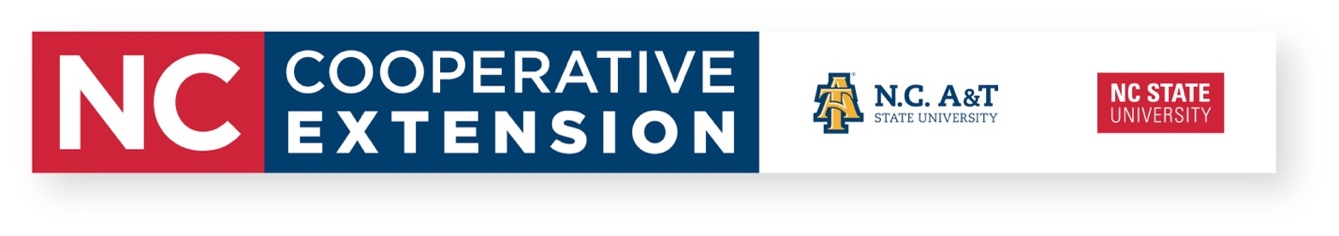 NC
COOPERATIVE
EXTENSION
N.C. A&T
STATE UNIVERSITY
NC STATE
UNIVERSITY